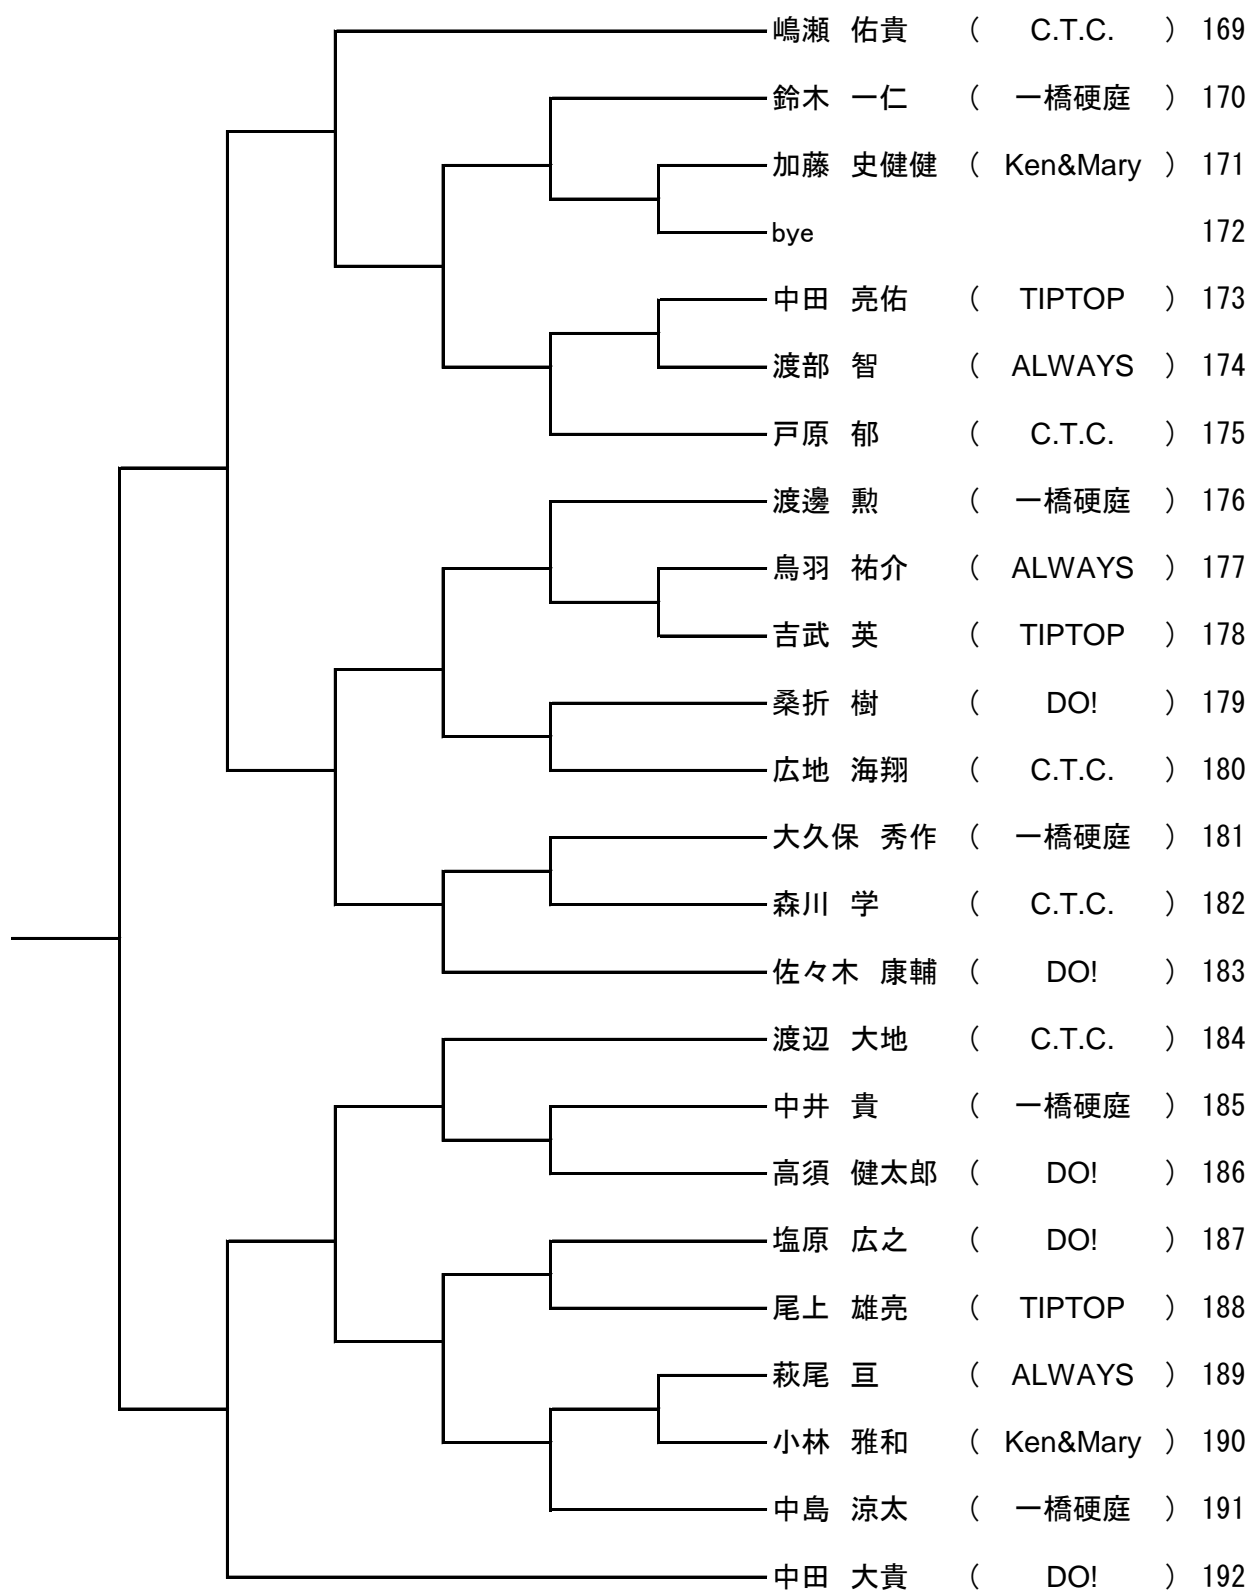 嶋瀬 佑貴 ( C.T.C. ) 169
鈴木 一仁 ( 一橋硬庭 ) 170
加藤 史健健 ( Ken&Mary ) 171
bye 172
中田 亮佑 ( TIPTOP ) 173
渡部 智 ( ALWAYS ) 174
戸原 郁 ( C.T.C. ) 175
渡邊 勲 ( 一橋硬庭 ) 176
鳥羽 祐介 ( ALWAYS ) 177
吉武 英 ( TIPTOP ) 178
桑折 樹 ( DO! ) 179
広地 海翔 ( C.T.C. ) 180
大久保 秀作 ( 一橋硬庭 ) 181
森川 学 ( C.T.C. ) 182
佐々木 康輔 ( DO! ) 183
渡辺 大地 ( C.T.C. ) 184
中井 貴 ( 一橋硬庭 ) 185
高須 健太郎 ( DO! ) 186
塩原 広之 ( DO! ) 187
尾上 雄亮 ( TIPTOP ) 188
萩尾 亘 ( ALWAYS ) 189
小林 雅和 ( Ken&Mary ) 190
中島 涼太 ( 一橋硬庭 ) 191
中田 大貴 ( DO! ) 192